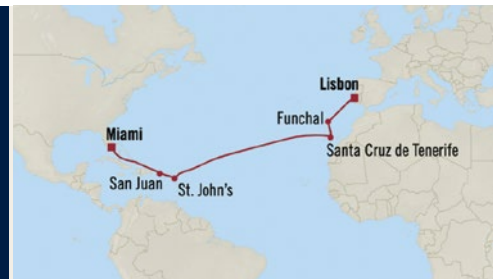 Lisbon
Funchal
Miami
Santa Cruz de Tenerife
San Juan
St. John's